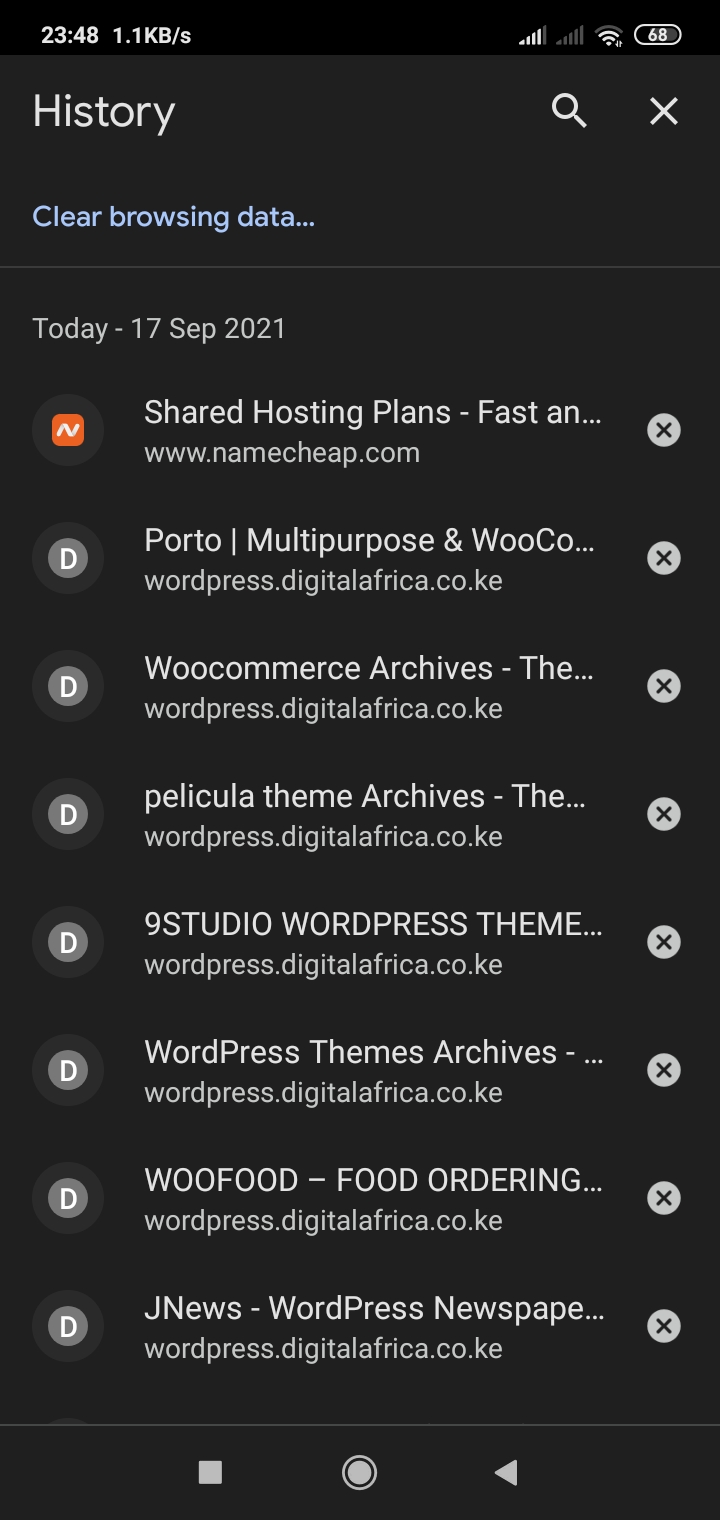 23:48 1.1KB/s 68
History
Clear browsing data...
Today - 17 Sep 2021
Shared Hosting Plans - Fast an...
www.namecheap.com
D
Porto | Multipurpose & WooCo...
wordpress.digitalafrica.co.ke
D
Woocommerce Archives - The...
wordpress.digitalafrica.co.ke
D
pelicula theme Archives - The...
wordpress.digitalafrica.co.ke
D
9STUDIO WORDPRESS THEME...
wordpress.digitalafrica.co.ke
D
WordPress Themes Archives - ...
wordpress.digitalafrica.co.ke
D
WOOFOOD – FOOD ORDERING...
wordpress.digitalafrica.co.ke
D
JNews - WordPress Newspape...
wordpress.digitalafrica.co.ke